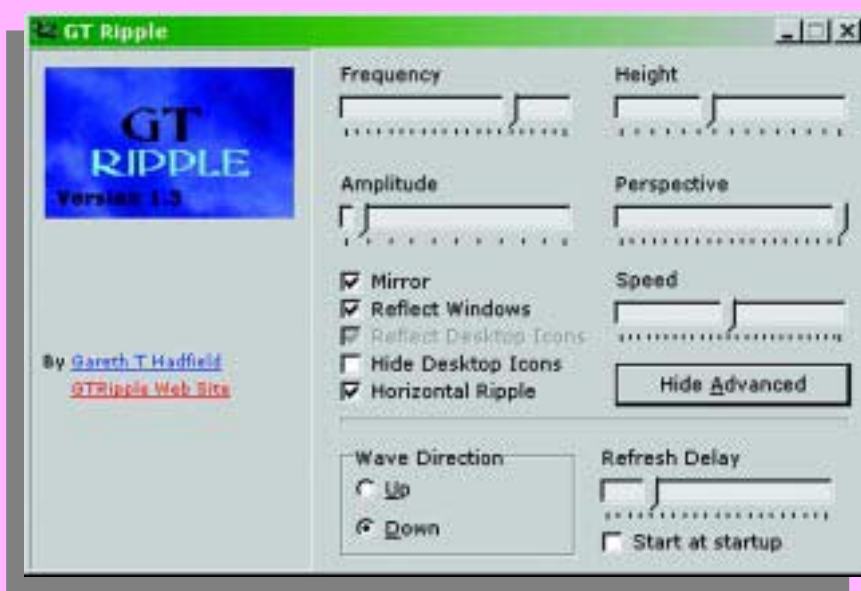 GT Ripple
GT
RIPPLE
Version 1.3
By Gareth T Hadfield
GTRipple Web Site
Frequency
Height
Amplitude
Perspective
Mirror
Reflect Windows
Reflect Desktop Icons
Hide Desktop Icons
Horizontal Ripple
Speed
Hide Advanced
Wave Direction
Up
Down
Refresh Delay
Start at startup